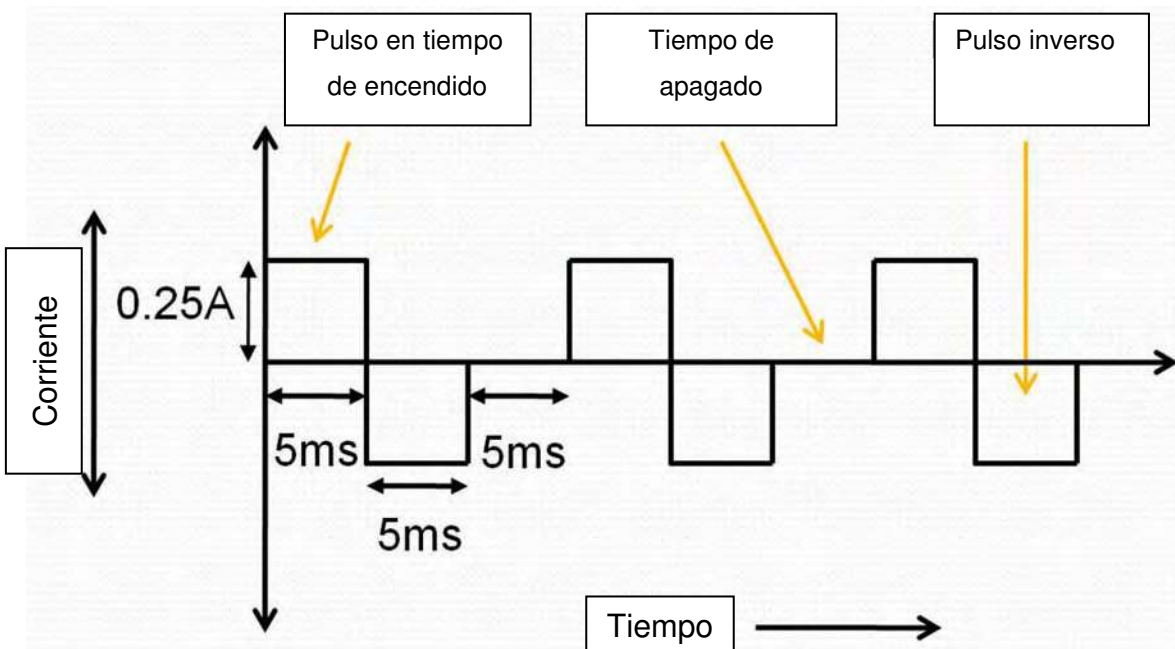 Pulso en tiempo
de encendido
Tiempo de
apagado
Pulso inverso
Corriente
0.25A
5ms
5ms
5ms
Tiempo